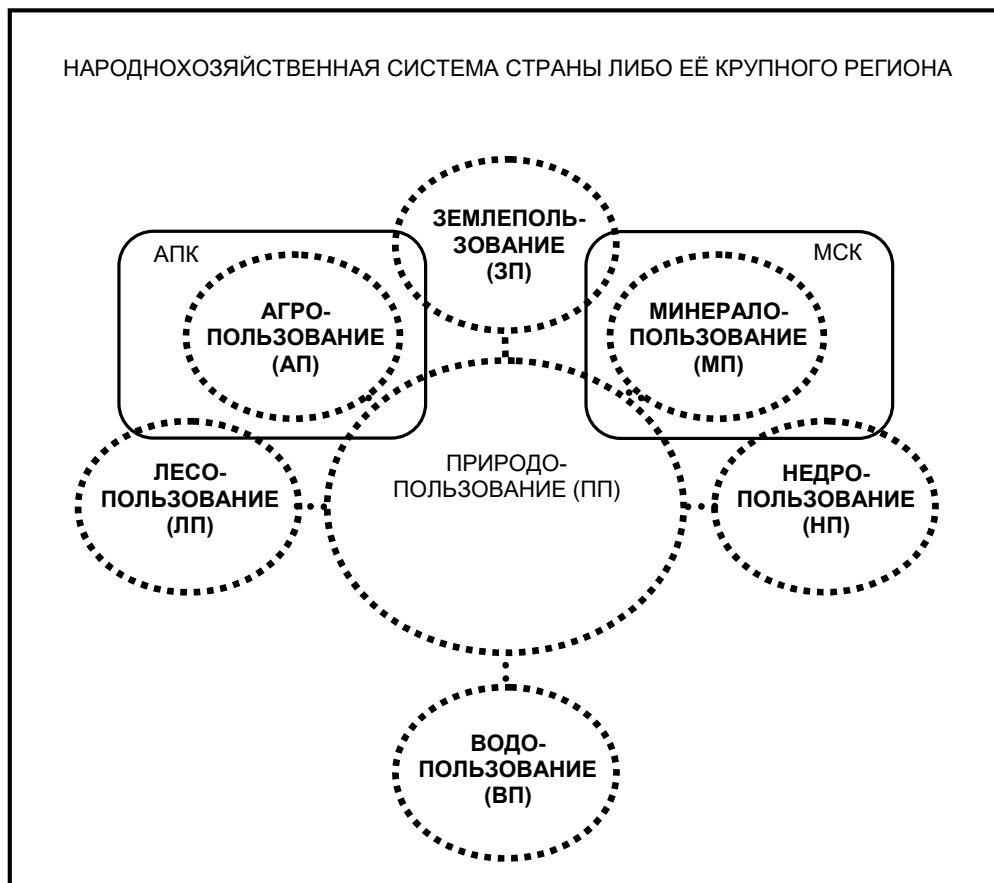 НАРОДНОХОЗЯЙСТВЕННАЯ СИСТЕМА СТРАНЫ ЛИБО ЕЁ КРУПНОГО РЕГИОНА
ЗЕМЛЕПОЛЬ-
ЗОВАНИЕ
(ЗП)
АПК
МСК
АГРО-
ПОЛЬЗОВАНИЕ
(АП)
МИНЕРАЛО-
ПОЛЬЗОВАНИЕ
(МП)
ЛЕСО-
ПОЛЬЗОВАНИЕ
(ЛП)
ПРИРОДО-
ПОЛЬЗОВАНИЕ (ПП)
НЕДРО-
ПОЛЬЗОВАНИЕ
(НП)
ВОДО-
ПОЛЬЗОВАНИЕ
(ВП)